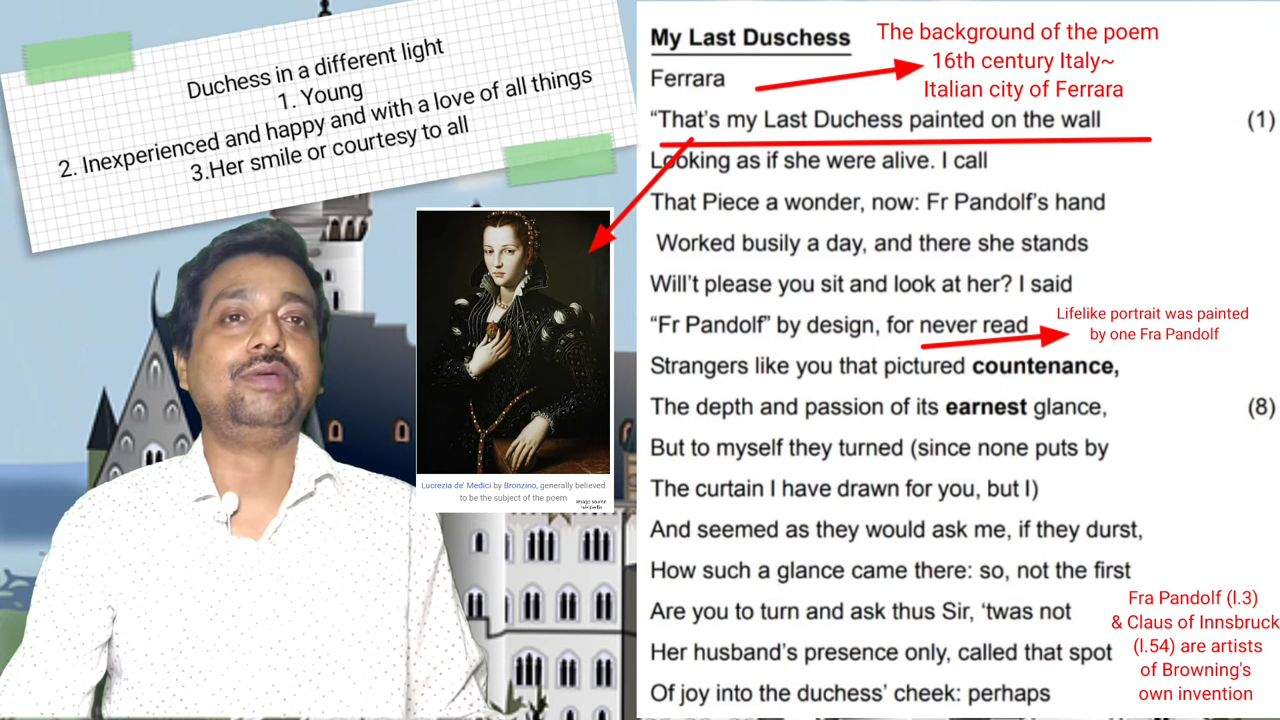 Duchess in a different light
1. Young
2. Inexperienced and happy and with a love of all things
3.Her smile or courtesy to all
Lucrezia de' Medici by Bronzino, generally believed
to be the subject of the poem
Image source
wikipedia
My Last Duschess
The background of the poem
16th century Italy~
Italian city of Ferrara
Ferrara
“That’s my Last Duchess painted on the wall (1)
Looking as if she were alive. I call
That Piece a wonder, now: Fr Pandolf’s hand
Worked busily a day, and there she stands
Will’t please you sit and look at her? I said
“Fr Pandolf” by design, for never read
Lifelike portrait was painted
by one Fra Pandolf
Strangers like you that pictured countenance,
The depth and passion of its earnest glance, (8)
But to myself they turned (since none puts by
The curtain I have drawn for you, but I)
And seemed as they would ask me, if they durst,
How such a glance came there: so, not the first
Are you to turn and ask thus Sir, ‘twas not
Her husband’s presence only, called that spot
Of joy into the duchess’ cheek: perhaps
Fra Pandolf (l.3)
& Claus of Innsbruck
(l.54) are artists
of Browning's
own invention